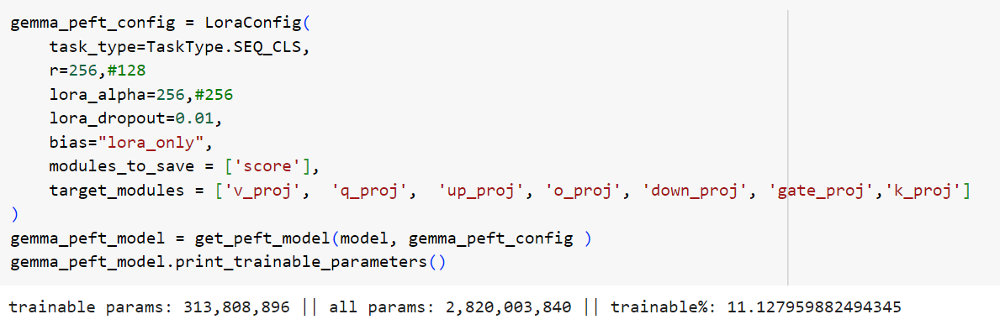 gemma_peft_config = LoraConfig(
    task_type=TaskType.SEQ_CLS,
    r=256,#128
    lora_alpha=256,#256
    lora_dropout=0.01,
    bias="lora_only",
    modules_to_save = ['score'],
    target_modules = ['v_proj',  'q_proj',  'up_proj', 'o_proj', 'down_proj', 'gate_proj','k_proj']
)
gemma_peft_model = get_peft_model(model, gemma_peft_config )
gemma_peft_model.print_trainable_parameters()
trainable params: 313,808,896 || all params: 2,820,003,840 || trainable%: 11.127959882494345